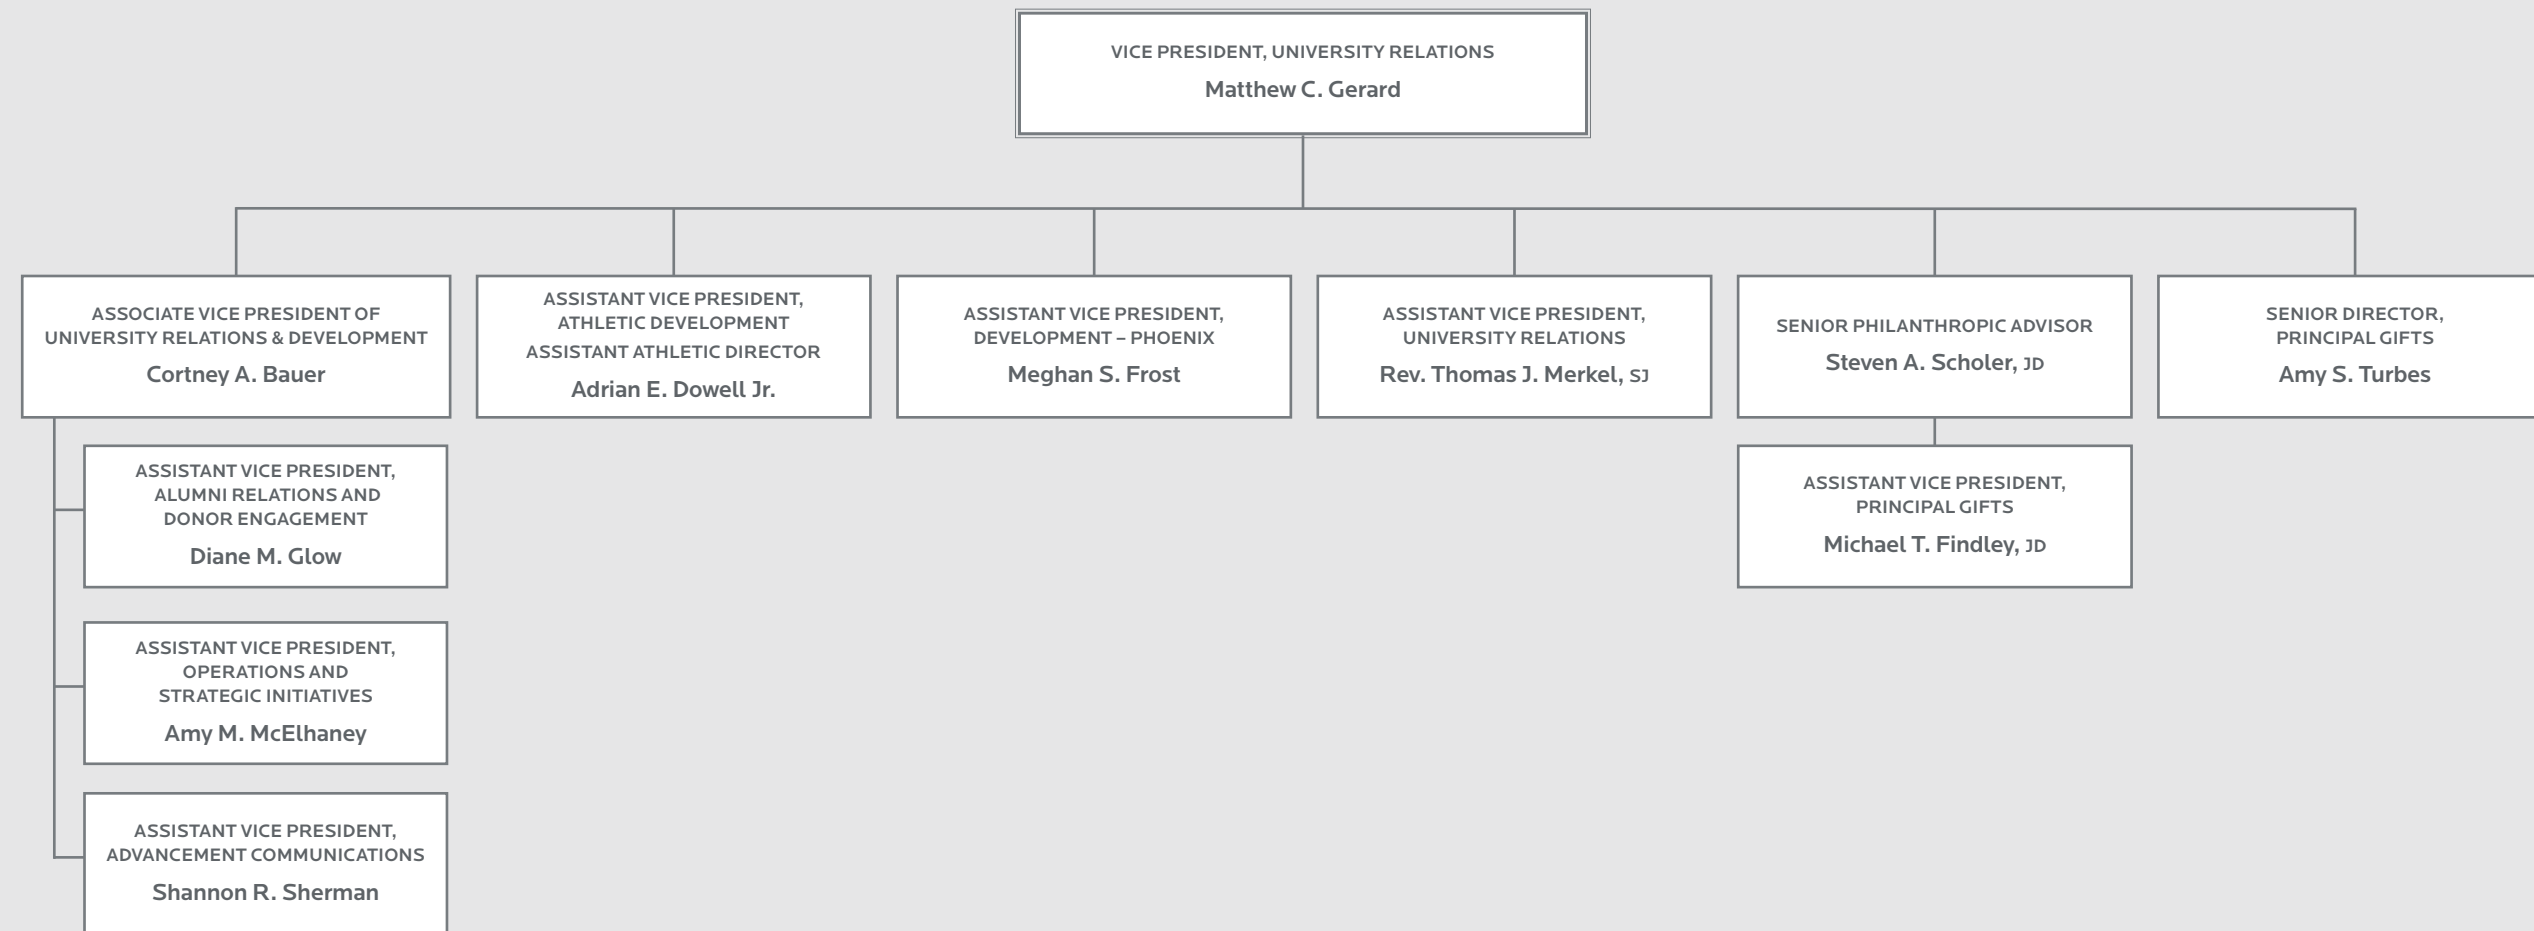 VICE PRESIDENT, UNIVERSITY RELATIONS
Matthew C. Gerard
ASSOCIATE VICE PRESIDENT OF
UNIVERSITY RELATIONS & DEVELOPMENT
Cortney A. Bauer
ASSISTANT VICE PRESIDENT,
ATHLETIC DEVELOPMENT
ASSISTANT ATHLETIC DIRECTOR
Adrian E. Dowell Jr.
ASSISTANT VICE PRESIDENT,
DEVELOPMENT – PHOENIX
Meghan S. Frost
ASSISTANT VICE PRESIDENT,
UNIVERSITY RELATIONS
Rev. Thomas J. Merkel, SJ
SENIOR PHILANTHROPIC ADVISOR
Steven A. Scholer, JD
SENIOR DIRECTOR,
PRINCIPAL GIFTS
Amy S. Turbes
ASSISTANT VICE PRESIDENT,
ALUMNI RELATIONS AND
DONOR ENGAGEMENT
Diane M. Glow
ASSISTANT VICE PRESIDENT,
PRINCIPAL GIFTS
Michael T. Findley, JD
ASSISTANT VICE PRESIDENT,
OPERATIONS AND
STRATEGIC INITIATIVES
Amy M. McElhaney
ASSISTANT VICE PRESIDENT,
ADVANCEMENT COMMUNICATIONS
Shannon R. Sherman